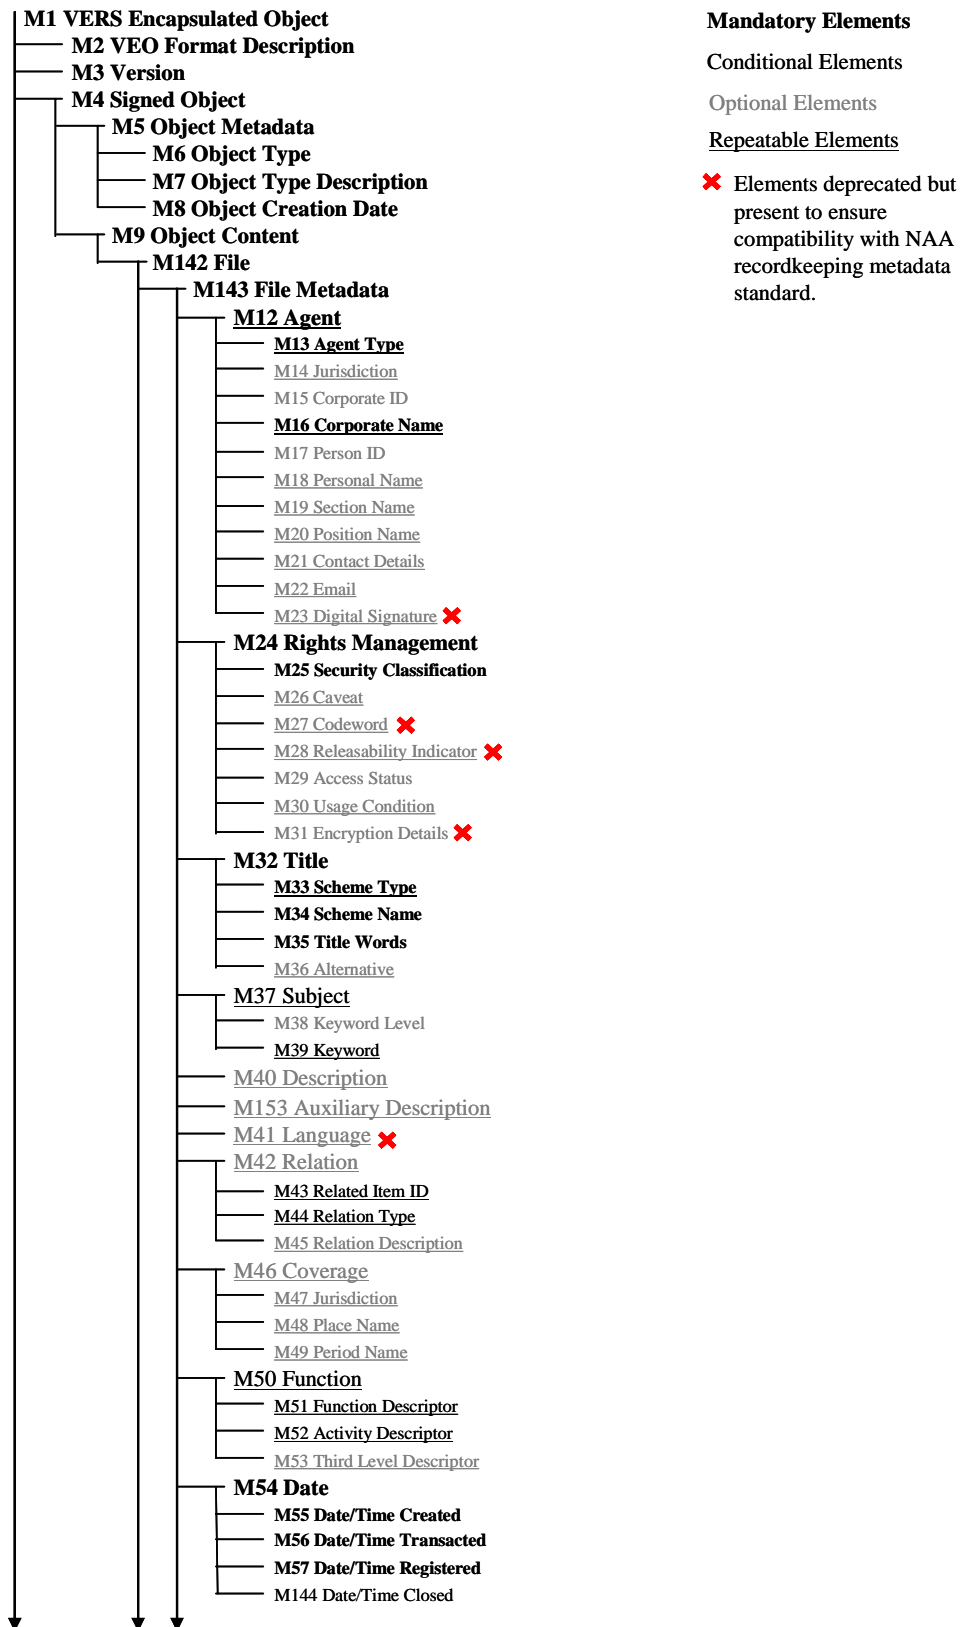 M1 VERS Encapsulated Object
M2 VEO Format Description
M3 Version
M4 Signed Object
M5 Object Metadata
M6 Object Type
M7 Object Type Description
M8 Object Creation Date
M9 Object Content
M142 File
M143 File Metadata
M12 Agent
M13 Agent Type
M14 Jurisdiction
M15 Corporate ID
M16 Corporate Name
M17 Person ID
M18 Personal Name
M19 Section Name
M20 Position Name
M21 Contact Details
M22 Email
M23 Digital Signature
M24 Rights Management
M25 Security Classification
M26 Caveat
M27 Codeword
M28 Releasability Indicator
M29 Access Status
M30 Usage Condition
M31 Encryption Details
M32 Title
M33 Scheme Type
M34 Scheme Name
M35 Title Words
M36 Alternative
M37 Subject
M38 Keyword Level
M39 Keyword
M40 Description
M153 Auxiliary Description
M41 Language
M42 Relation
M43 Related Item ID
M44 Relation Type
M45 Relation Description
M46 Coverage
M47 Jurisdiction
M48 Place Name
M49 Period Name
M50 Function
M51 Function Descriptor
M52 Activity Descriptor
M53 Third Level Descriptor
M54 Date
M55 Date/Time Created
M56 Date/Time Transacted
M57 Date/Time Registered
M144 Date/Time Closed
Mandatory Elements
Conditional Elements
Optional Elements
Repeatable Elements
Elements deprecated but
present to ensure
compatibility with NAA
recordkeeping metadata
standard.